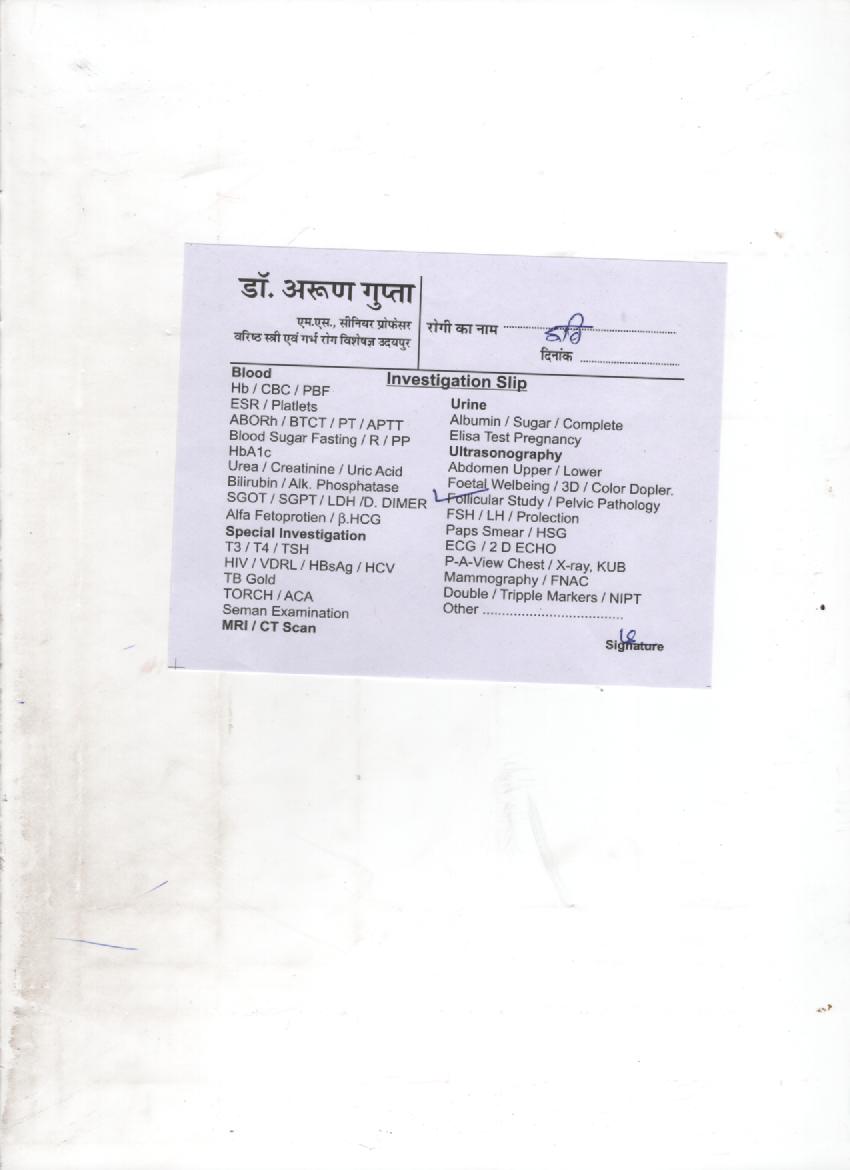 डॉ. अरूण गुप्ता
एम.एस., सीनियर प्रोफेसर
वरिष्ठ स्त्री एवं गर्भ रोग विशेषज्ञ उदयपुर
रोगी का नाम
दिनांक
Investigation Slip
Blood
Hb / CBC / PBF
ESR / Platlets
ABORh / BTCT / PT / APTT
Blood Sugar Fasting / R / PP
HbA1c
Urea / Creatinine / Uric Acid
Bilirubin / Alk. Phosphatase
SGOT / SGPT / LDH /D. DIMER
Alfa Fetoprotien / β.HCG
Special Investigation
T3 / T4 / TSH
HIV / VDRL / HBsAg / HCV
TB Gold
TORCH / ACA
Seman Examination
MRI / CT Scan
Urine
Albumin / Sugar / Complete
Elisa Test Pregnancy
Ultrasonography
Abdomen Upper / Lower
Foetal Welbeing / 3D / Color Dopler.
Follicular Study / Pelvic Pathology
FSH / LH / Prolection
Paps Smear / HSG
ECG / 2 D ECHO
P-A-View Chest / X-ray, KUB
Mammography / FNAC
Double / Tripple Markers / NIPT
Other ....................................
Signature